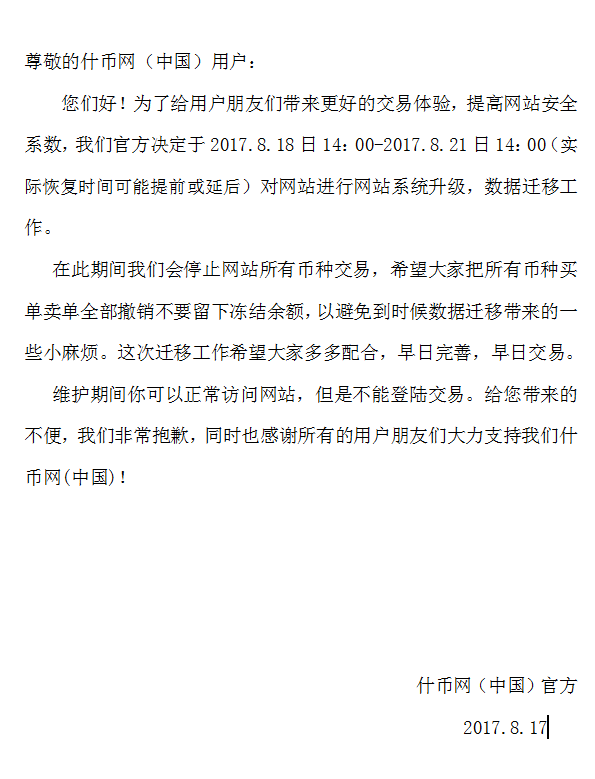 尊敬的什币网（中国）用户：
您们好！为了给用户朋友们带来更好的交易体验，提高网站安全
系数，我们官方决定于 2017.8.18 日 14：00-2017.8.21 日 14：00（实
际恢复时间可能提前或延后）对网站进行网站系统升级，数据迁移工
作。
在此期间我们会停止网站所有币种交易，希望大家把所有币种买
单卖单全部撤销不要留下冻结余额，以避免到时候数据迁移带来的一
些小麻烦。这次迁移工作希望大家多多配合，早日完善，早日交易。
维护期间你可以正常访问网站，但是不能登陆交易。给您带来的
不便，我们非常抱歉，同时也感谢所有的用户朋友们大力支持我们什
币网(中国)！
什币网（中国）官方
2017.8.17